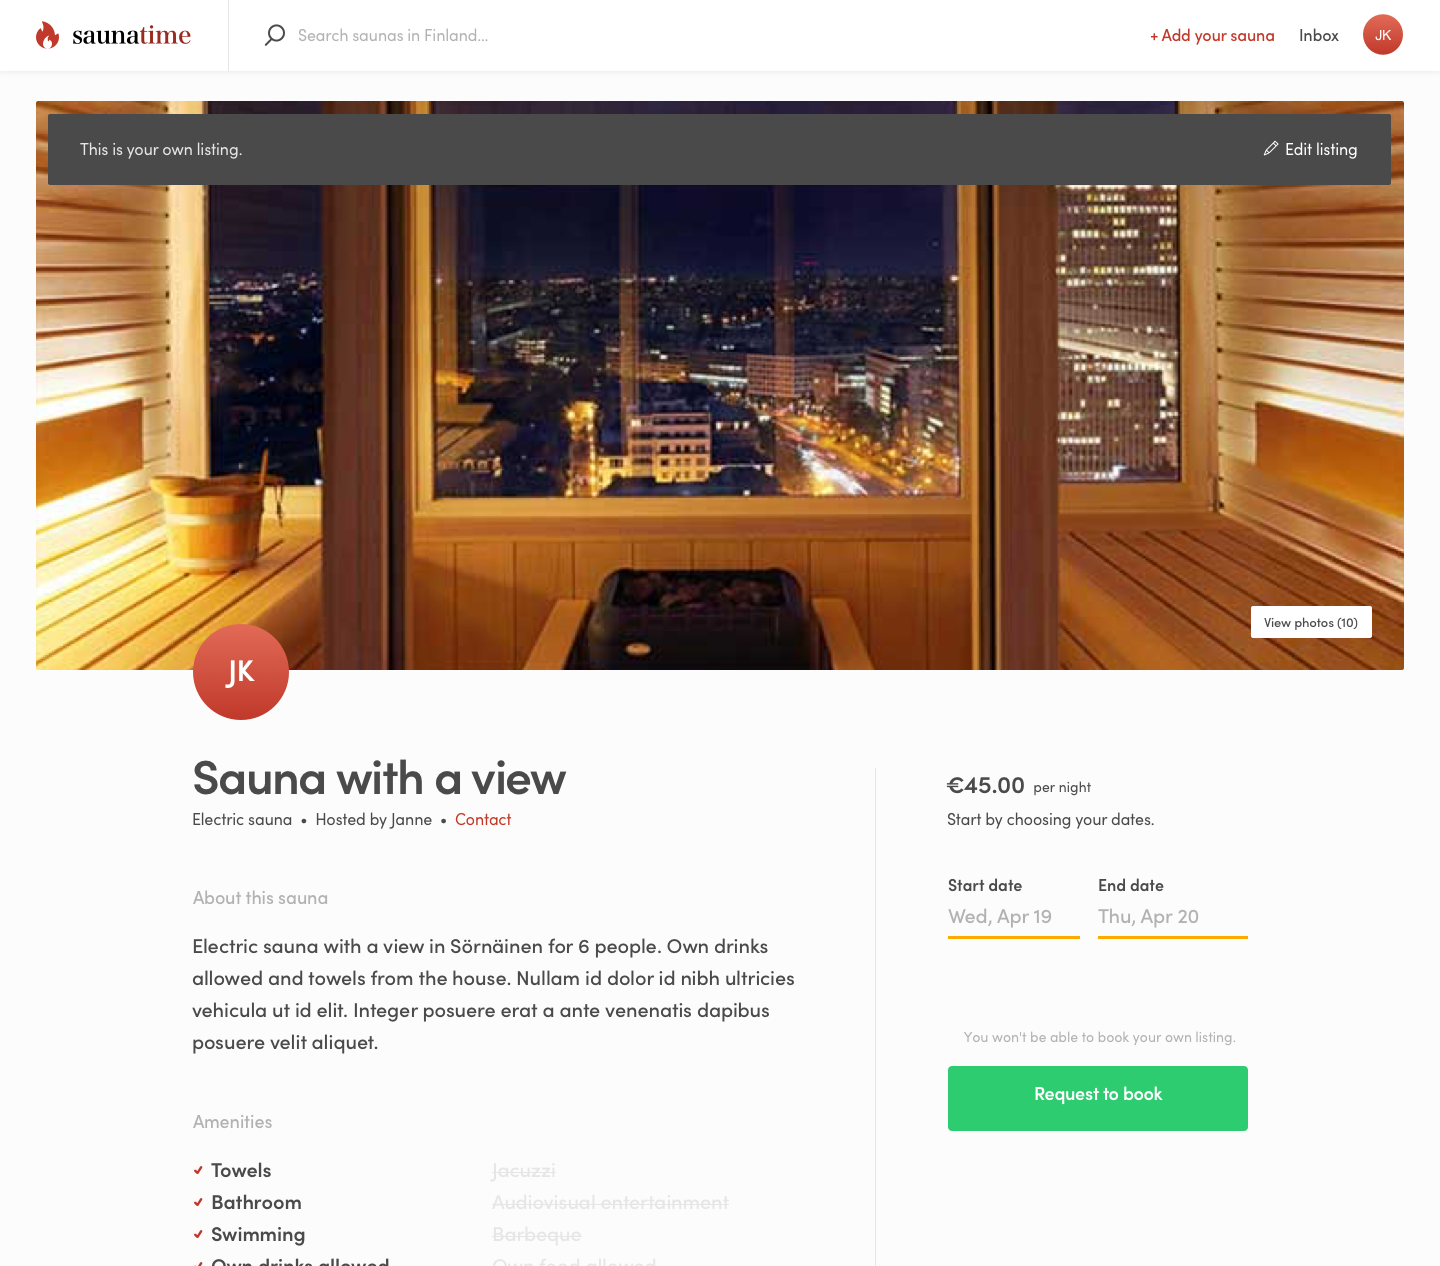 saunatime
Search saunas in Finland...
+ Add your sauna
Inbox
JK
This is your own listing.
Edit listing
View photos (10)
JK
Sauna with a view
Electric sauna • Hosted by Janne • Contact
€45.00 per night
Start by choosing your dates.
About this sauna
Electric sauna with a view in Sörnäinen for 6 people. Own drinks
allowed and towels from the house. Nullam id dolor id nibh ultricies
vehicula ut id elit. Integer posuere erat a ante venenatis dapibus
posuere velit aliquet.
Start date
End date
Wed, Apr 19
Thu, Apr 20
You won't be able to book your own listing.
Request to book
Amenities
Towels
Jacuzzi
Bathroom
Audiovisual entertainment
Swimming
Barbeque
Own drinks allowed
Own food allowed